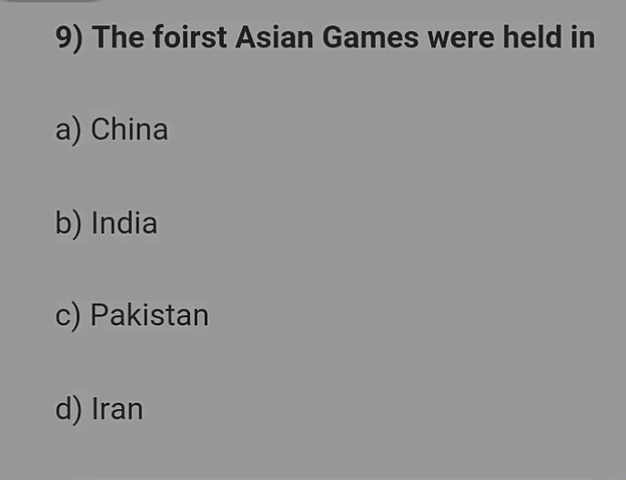 9) The foirst Asian Games were held in
a) China
b) India
c) Pakistan
d) Iran